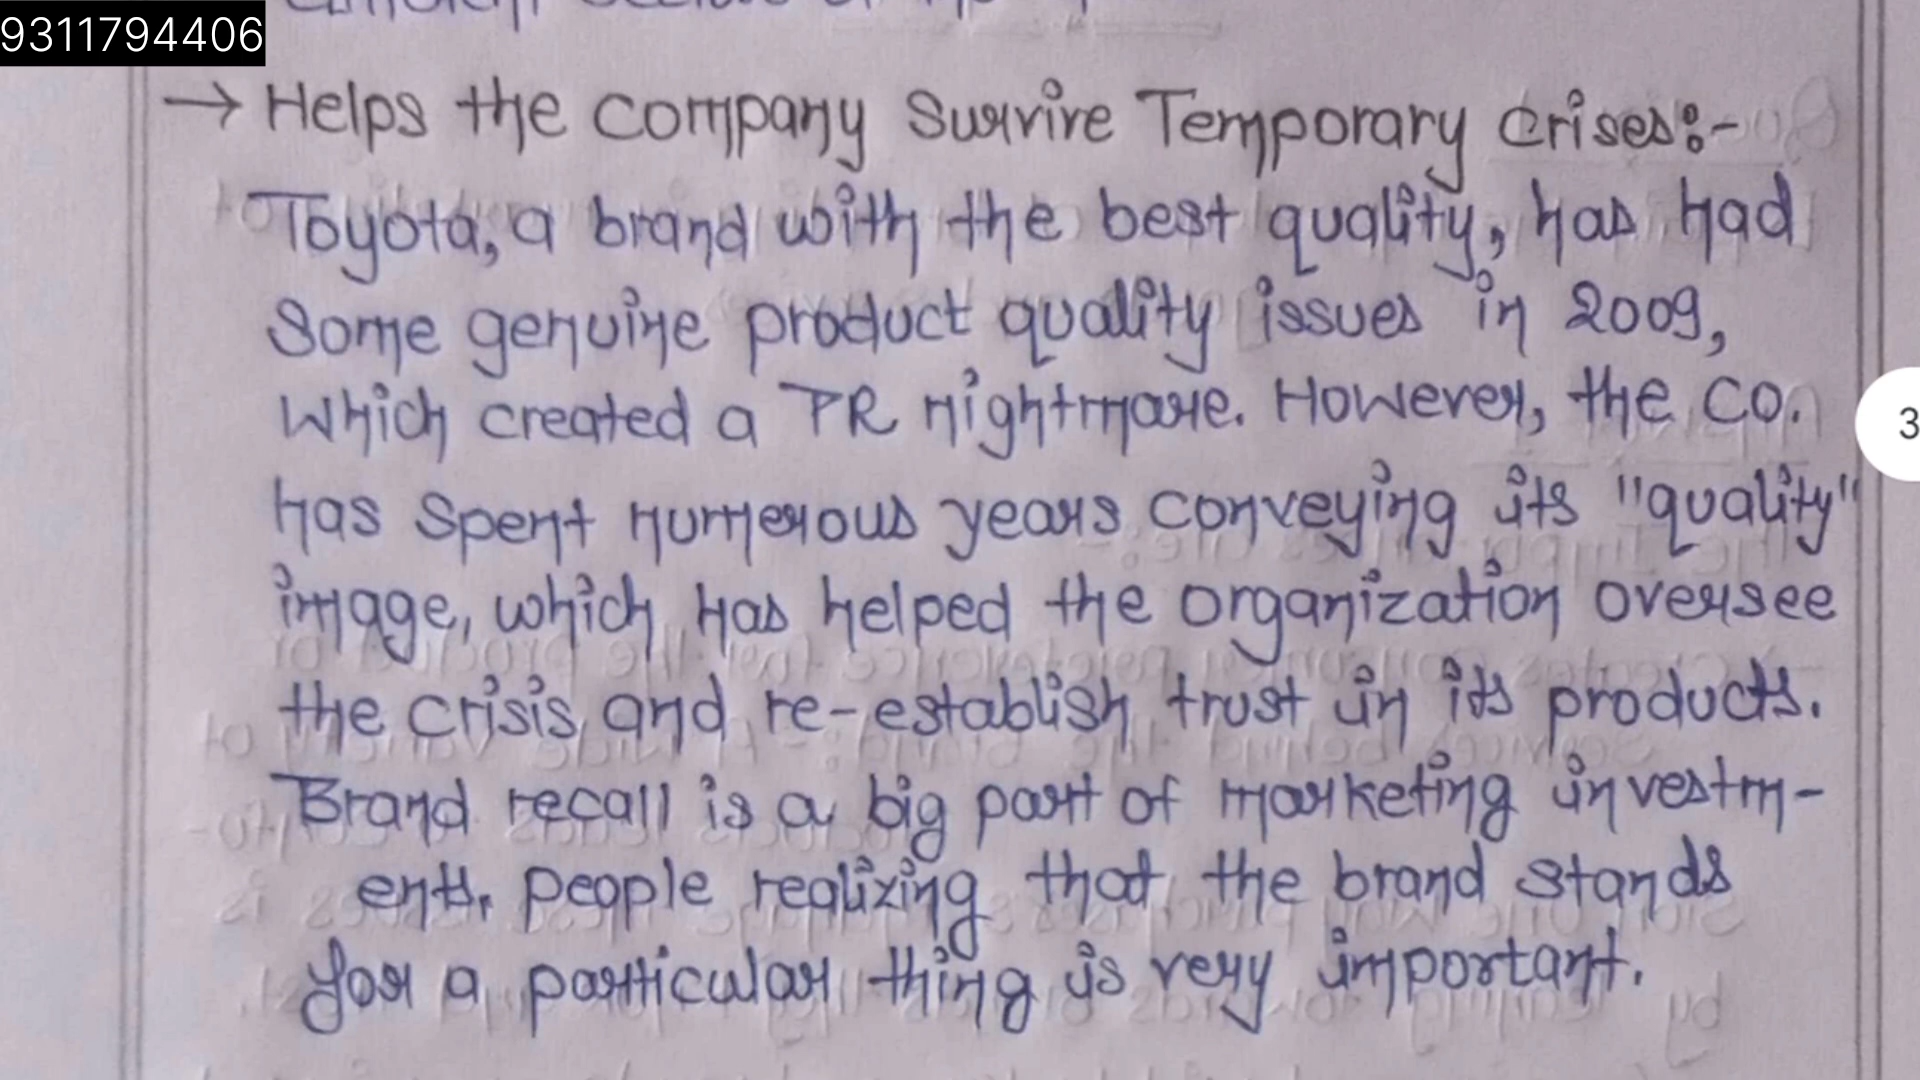 9311794406
→ Helps the Company Survive Temporary Crises:-
Toyota, a brand with the best quality, has had
Some genuine product quality issues in 2009,
Which created a PR nightmare. However, the co.
has spent numerous years conveying its "quality"
image, which has helped the organization oversee
the crisis and re-establish trust in its products.
Brand recall is a big part of marketing investm-
ents, people realizing that the brand stands
for a particular thing is very important.
3